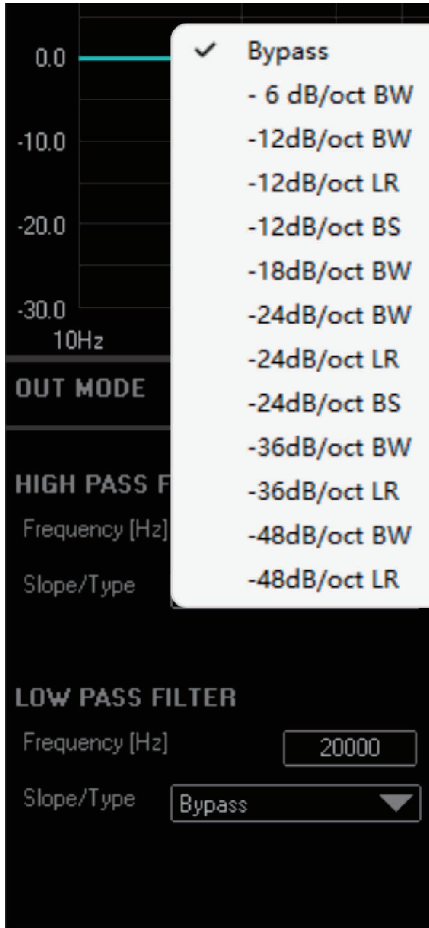 0.0
-10.0
-20.0
-30.0
10Hz
✓ Bypass
- 6 dB/oct BW
-12dB/oct BW
-12dB/oct LR
-12dB/oct BS
-18dB/oct BW
-24dB/oct BW
-24dB/oct LR
-24dB/oct BS
-36dB/oct BW
-36dB/oct LR
-48dB/oct BW
-48dB/oct LR
OUT MODE
HIGH PASS F
Frequency [Hz]
Slope/Type
LOW PASS FILTER
Frequency [Hz] 20000
Slope/Type Bypass